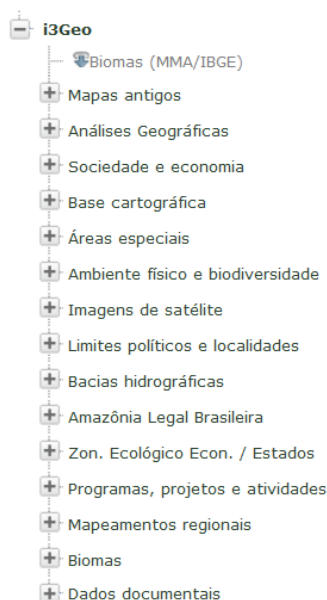 i3Geo
Biomas (MMA/IBGE)
Mapas antigos
Análises Geográficas
Sociedade e economia
Base cartográfica
Áreas especiais
Ambiente físico e biodiversidade
Imagens de satélite
Limites políticos e localidades
Bacias hidrográficas
Amazônia Legal Brasileira
Zon. Ecológico Econ. / Estados
Programas, projetos e atividades
Mapeamentos regionais
Biomas
Dados documentais